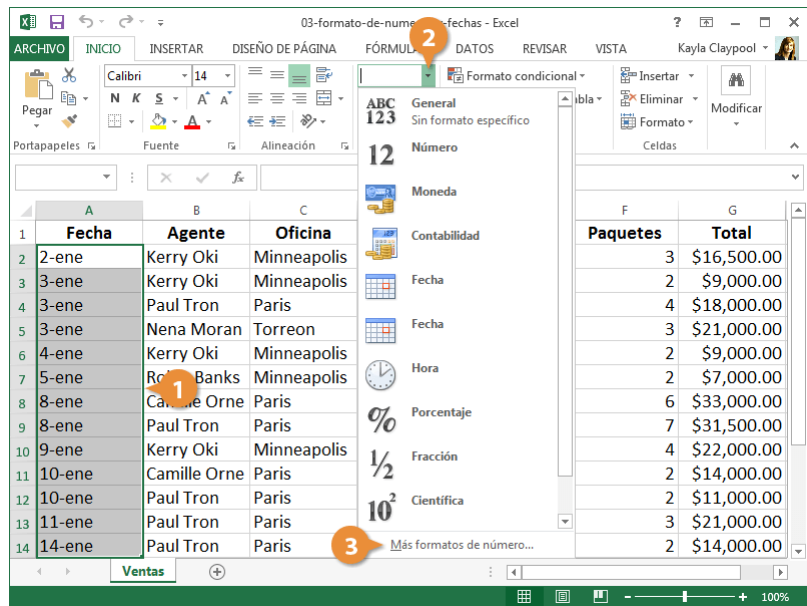 03-formato-de-nume fechas - Excel
ARCHIVO INICIO INSERTAR DISEÑO DE PÁGINA FÓRMUL 2 DATOS REVISAR VISTA Kayla Claypool
Pegar
Calibri 14
N K S A A
A
Formato condicional
abla
Insertar
Eliminar
Formato
Modificar
Portapapeles Fuente Alineación Celdas
fx
ABC 123 General
Sin formato específico
12 Número
Moneda
Contabilidad
Fecha
Fecha
Hora
% Porcentaje
1/2 Fracción
10² Científica
3 Más formatos de número...
A B C F G
1 Fecha Agente Oficina Paquetes Total
2 2-ene Kerry Oki Minneapolis 3 $16,500.00
3 3-ene Kerry Oki Minneapolis 2 $9,000.00
4 3-ene Paul Tron Paris 4 $18,000.00
5 3-ene Nena Moran Torreon 3 $21,000.00
6 4-ene Kerry Oki Minneapolis 2 $9,000.00
7 5-ene 1 Banks Minneapolis 2 $7,000.00
8 8-ene Orne Paris 6 $33,000.00
9 8-ene Paul Tron Paris 7 $31,500.00
10 9-ene Kerry Oki Minneapolis 4 $22,000.00
11 10-ene Camille Orne Paris 2 $14,000.00
12 10-ene Paul Tron Paris 2 $11,000.00
13 11-ene Paul Tron Paris 3 $21,000.00
14 14-ene Paul Tron Paris 2 $14,000.00
Ventas
100%